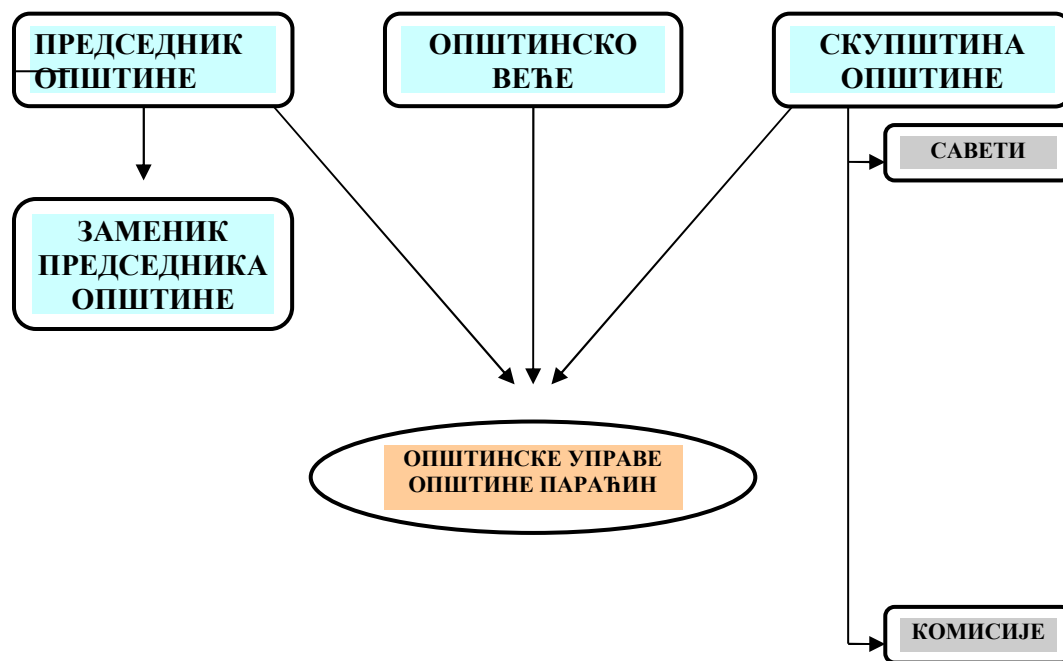 ПРЕДСЕДНИК
ОПШТИНЕ
ОПШТИНСКО
ВЕЋЕ
СКУПШТИНА
ОПШТИНЕ
САВЕТИ
ЗАМЕНИК
ПРЕДСЕДНИКА
ОПШТИНЕ
ОПШТИНСКЕ УПРАВЕ
ОПШТИНЕ ПАРАЋИН
КОМИСИЈЕ